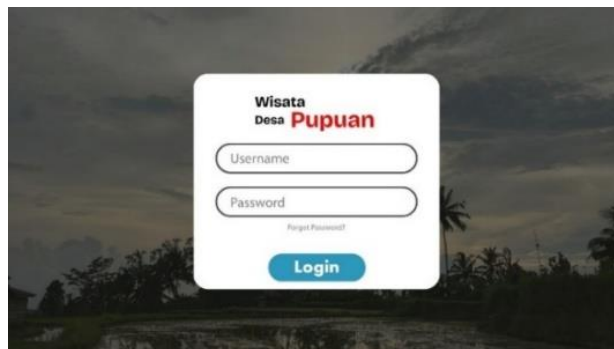 Wisata
Desa Pupuan
Username
Password
Forgot Password?
Login